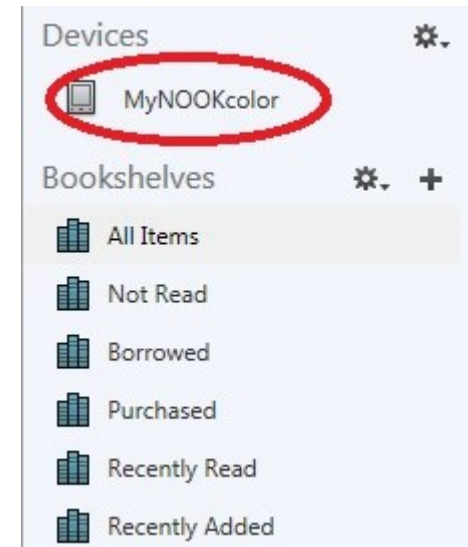 Devices
MyNOOKcolor
Bookshelves
All Items
Not Read
Borrowed
Purchased
Recently Read
Recently Added